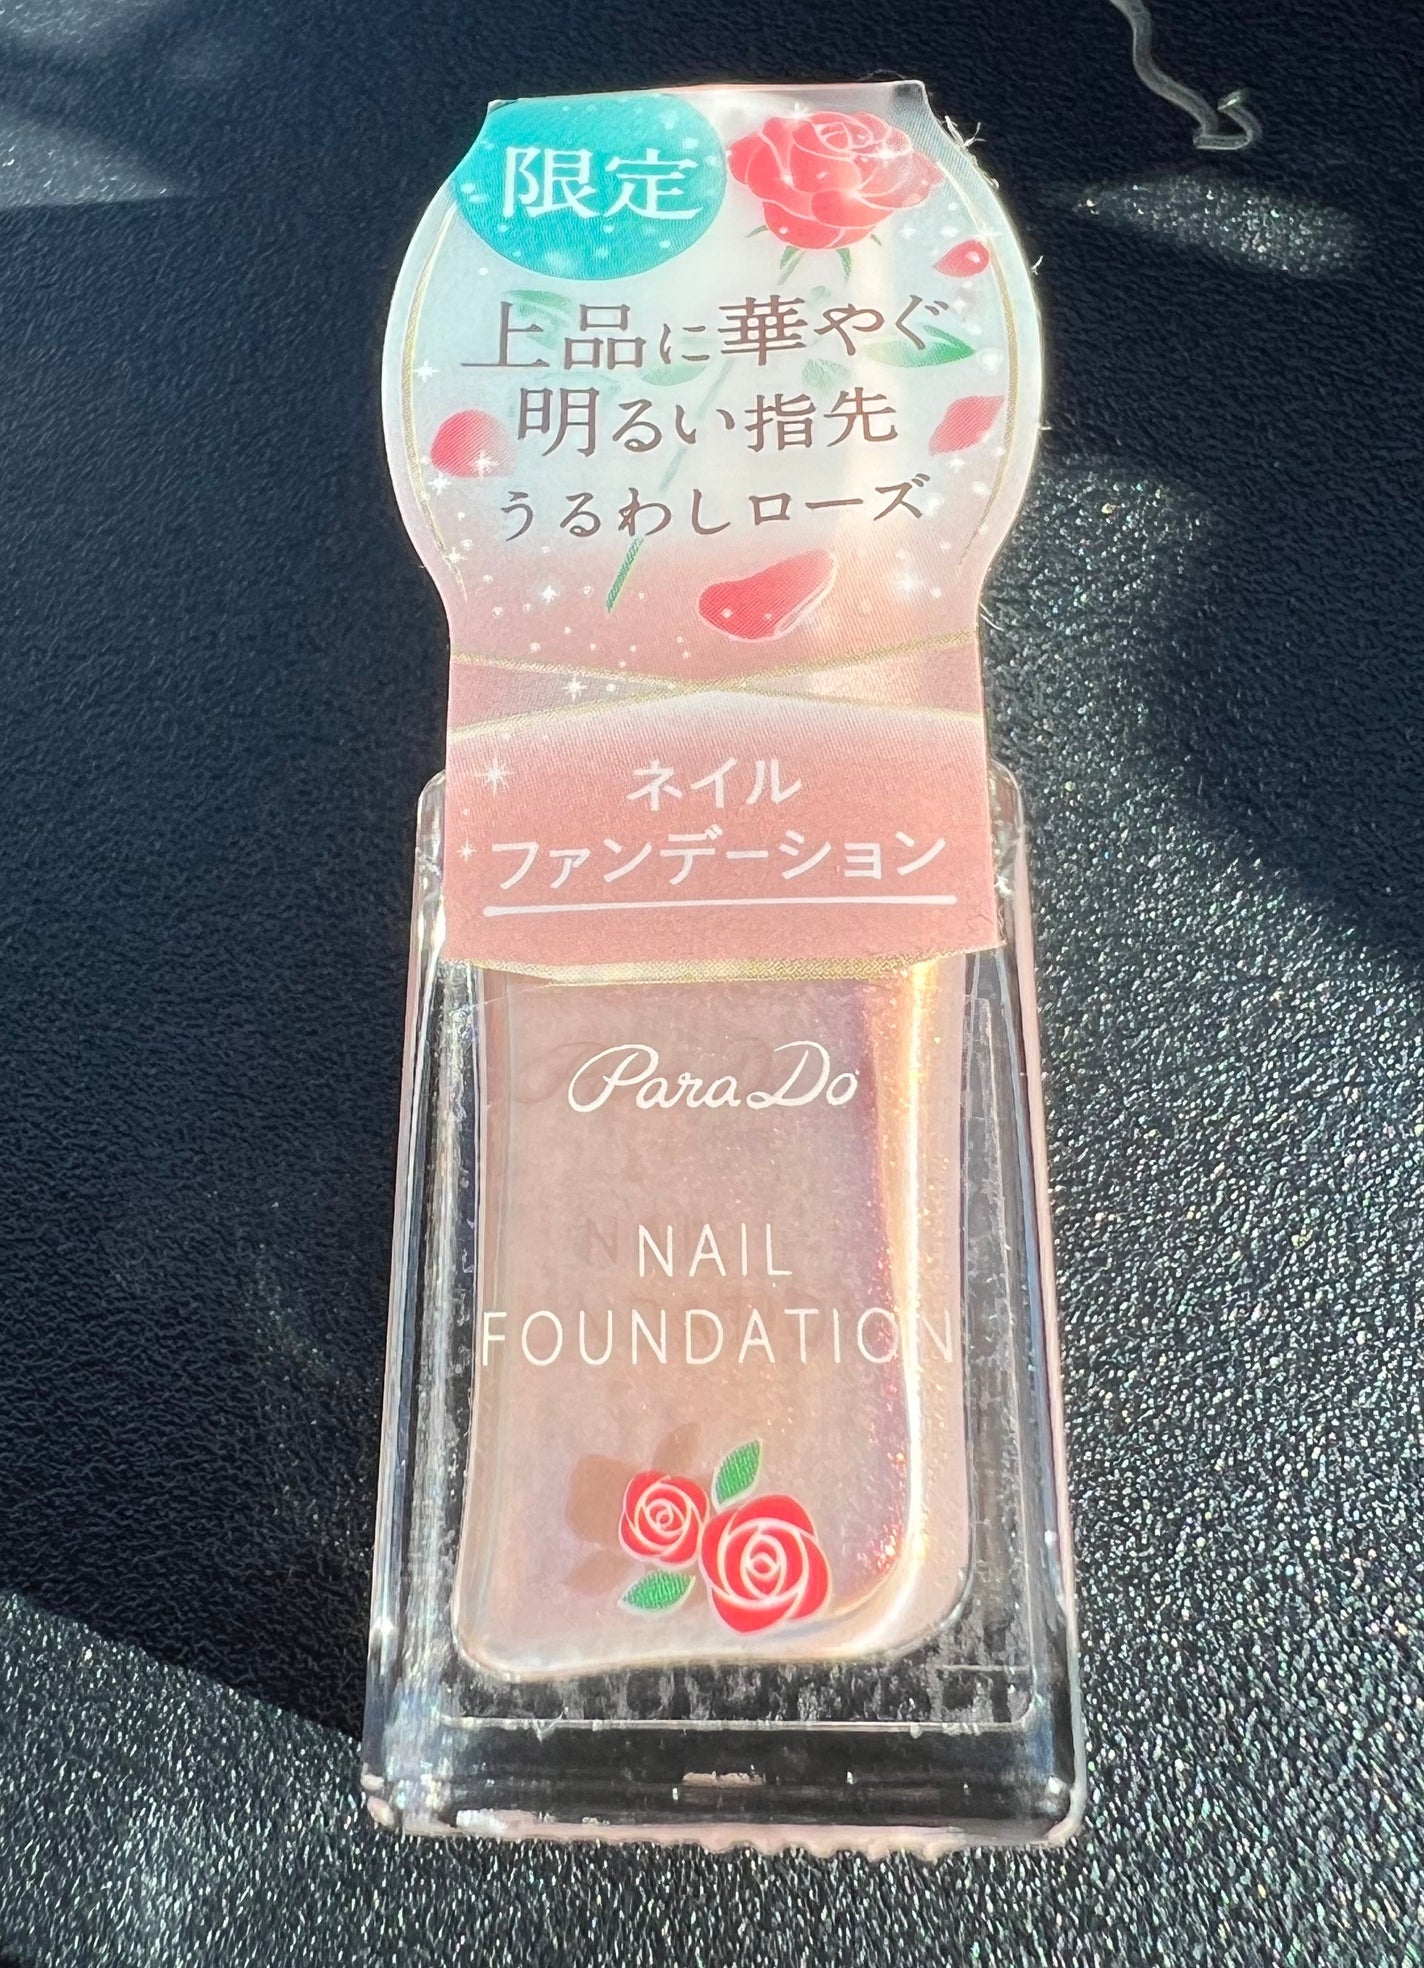 限定
上品に華やぐ
明るい指先
うるわしローズ
ネイル
ファンデーション
ParaDo
NAIL
FOUNDATION